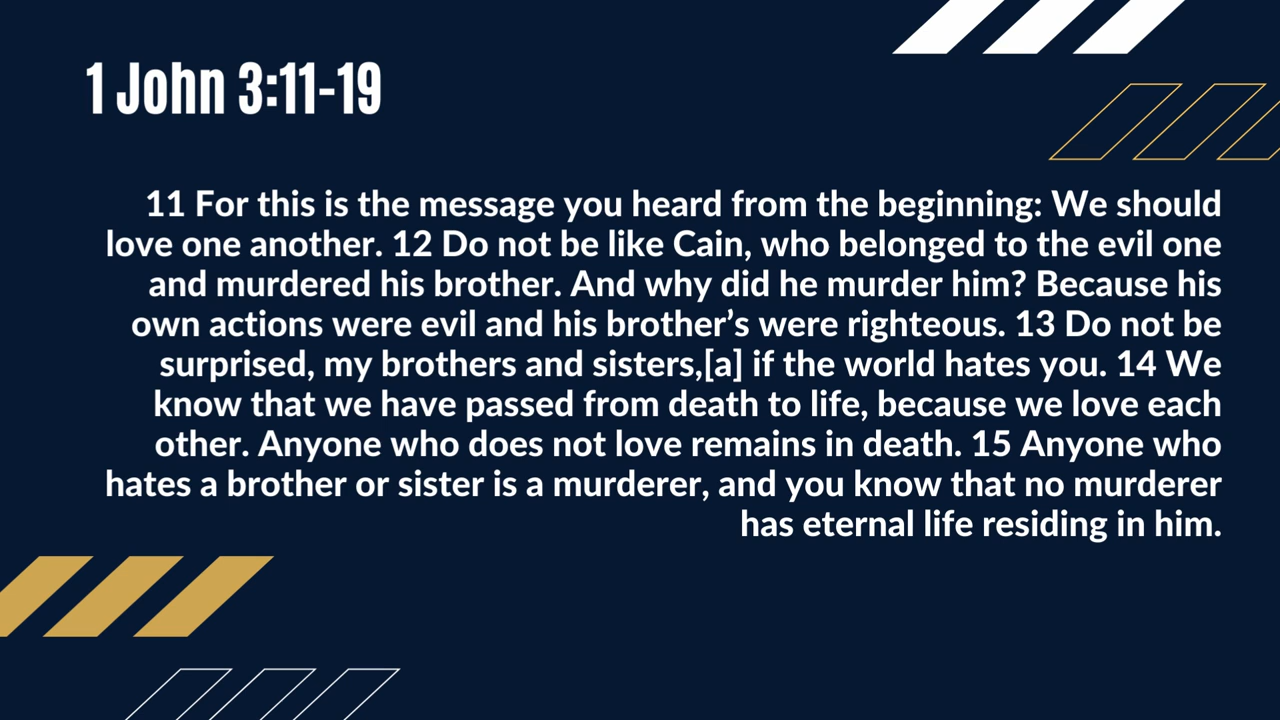 1 John 3:11-19
11 For this is the message you heard from the beginning: We should
love one another. 12 Do not be like Cain, who belonged to the evil one
and murdered his brother. And why did he murder him? Because his
own actions were evil and his brother’s were righteous. 13 Do not be
surprised, my brothers and sisters,[a] if the world hates you. 14 We
know that we have passed from death to life, because we love each
other. Anyone who does not love remains in death. 15 Anyone who
hates a brother or sister is a murderer, and you know that no murderer
has eternal life residing in him.